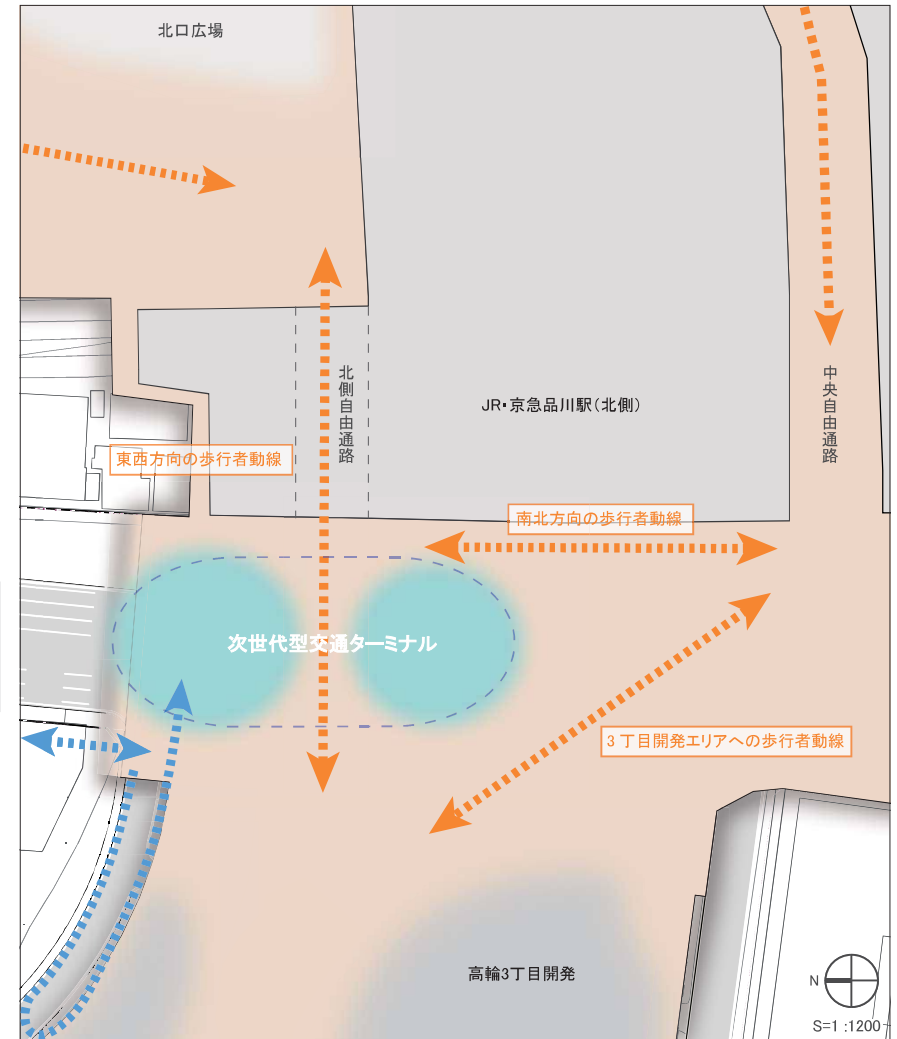 北口広場
北側自由通路
中央自由通路
JR・京急品川駅(北側)
東西方向の歩行者動線
南北方向の歩行者動線
次世代型交通ターミナル
3丁目開発エリアへの歩行者動線
高輪3丁目開発
N
S=1:1200